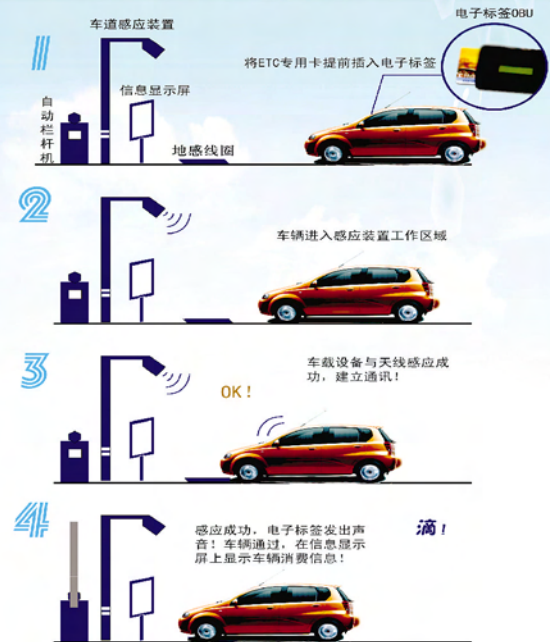 电子标签OBU
1
车道感应装置
将ETC专用卡提前插入电子标签
信息显示屏
自动栏杆机
地感线圈
2
车辆进入感应装置工作区域
3
车载设备与天线感应成
功，建立通讯！
OK！
4
感应成功，电子标签发出声
音！车辆通过，在信息显示
屏上显示车辆消费信息！
滴！